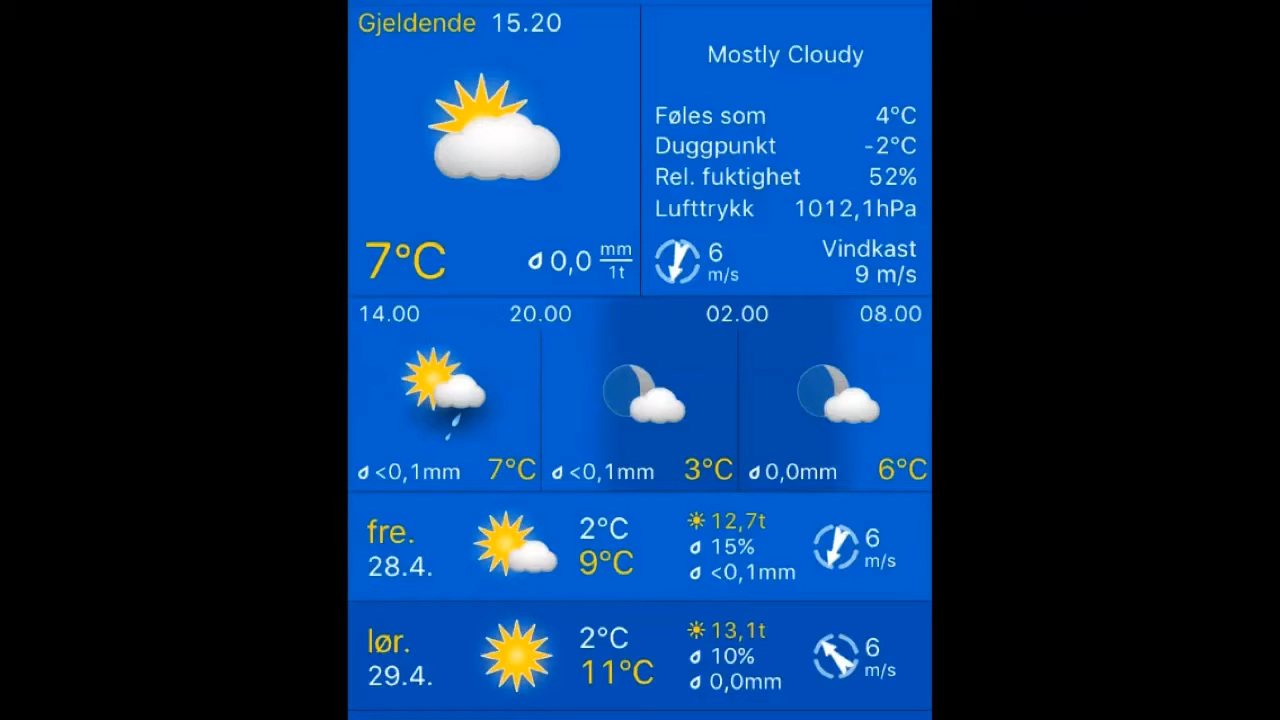 Gjeldende 15.20
7°C
0,0 mm
1t
Mostly Cloudy
Føles som 4°C
Duggpunkt -2°C
Rel. fuktighet 52%
Lufttrykk 1012,1hPa
6
m/s
Vindkast
9 m/s
14.00 20.00 02.00 08.00
<0,1mm 7°C
<0,1mm 3°C
0,0mm 6°C
fre.
28.4.
2°C
9°C
12,7t
15%
<0,1mm
6
m/s
lør.
29.4.
2°C
11°C
13,1t
10%
0,0mm
6
m/s